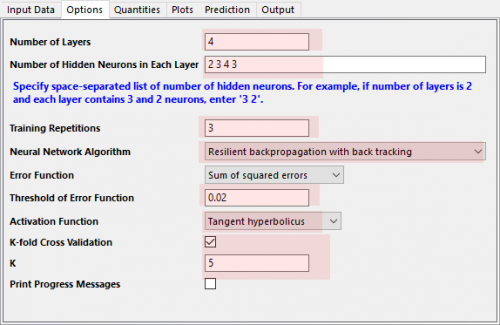 Input Data Options Quantities Plots Prediction Output
Number of Layers 4
Number of Hidden Neurons in Each Layer 2 3 4 3
Specify space-separated list of number of hidden neurons. For example, if number of layers is 2
and each layer contains 3 and 2 neurons, enter '3 2'.
Training Repetitions 3
Neural Network Algorithm Resilient backpropagation with back tracking
Error Function Sum of squared errors
Threshold of Error Function 0.02
Activation Function Tangent hyperbolicus
K-fold Cross Validation
K 5
Print Progress Messages